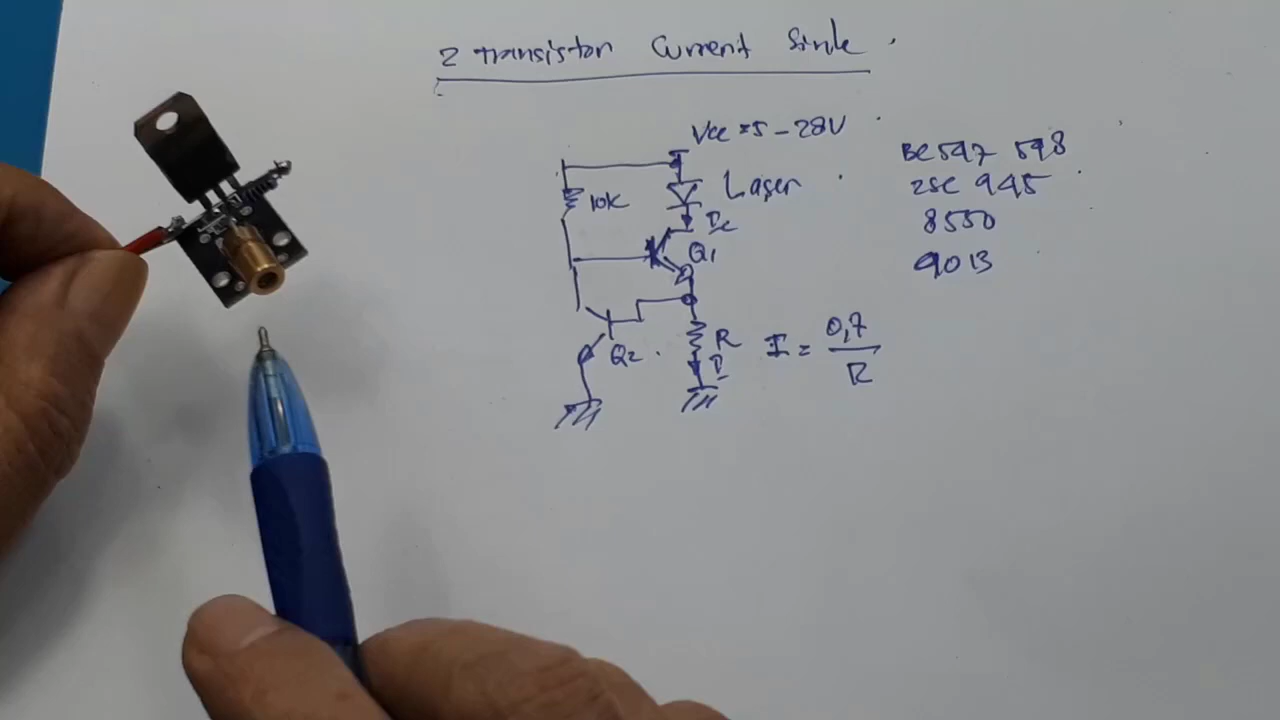 2 transistor Current Sink.
Vcc = 5 - 28V
BC547 548
10K
Laser
2SC 945
Ic
8550
Q1
9013
Q2
R
I = 0,7 / R
I